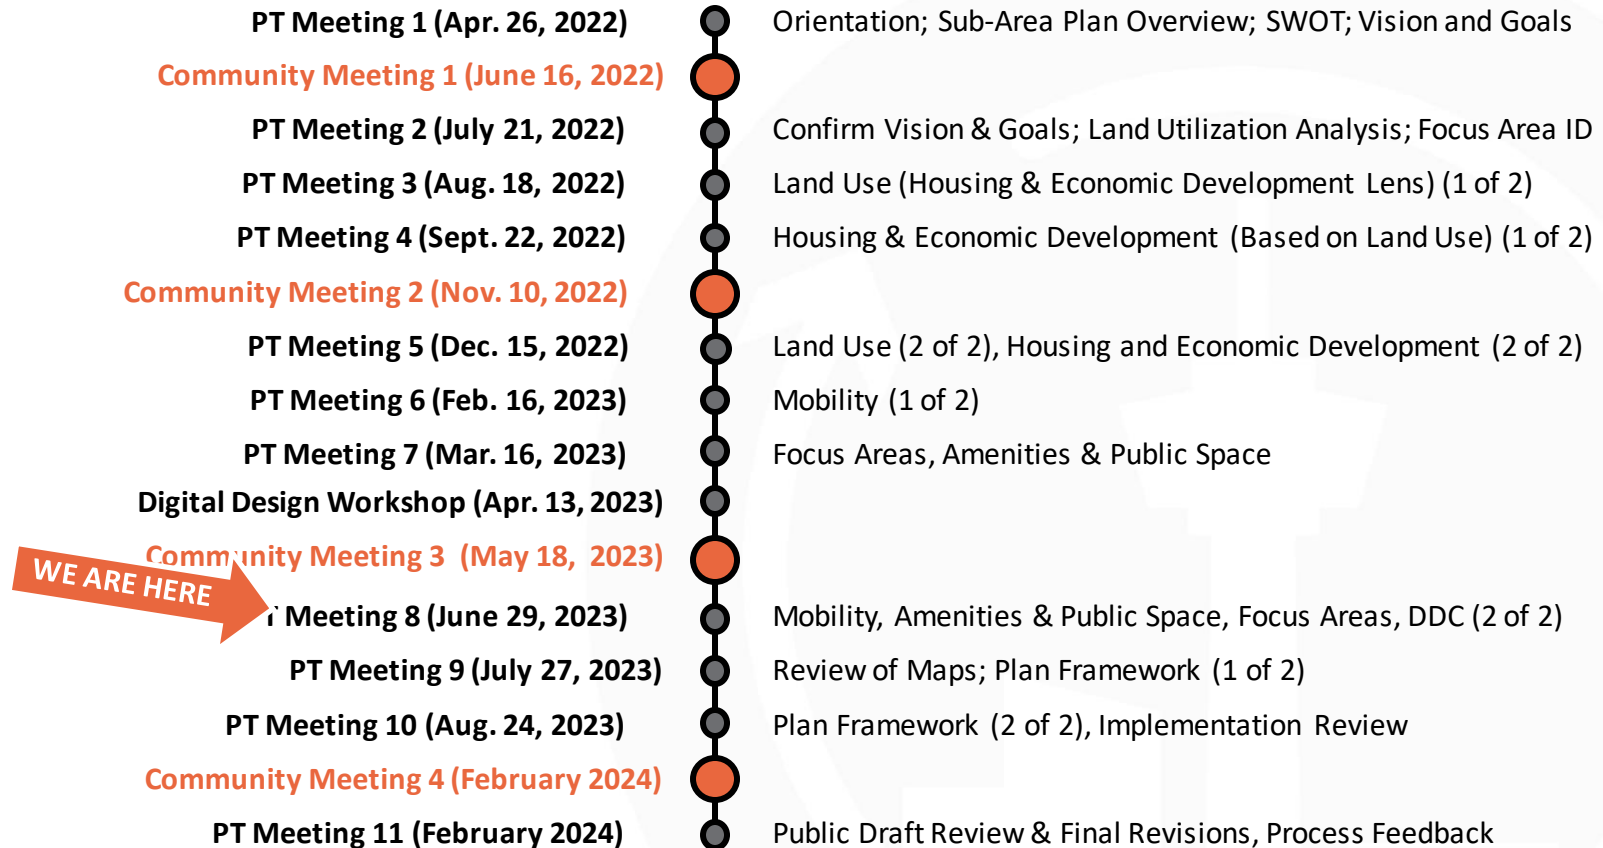 PT Meeting 1 (Apr. 26, 2022) Orientation; Sub-Area Plan Overview; SWOT; Vision and Goals
Community Meeting 1 (June 16, 2022)
PT Meeting 2 (July 21, 2022) Confirm Vision & Goals; Land Utilization Analysis; Focus Area ID
PT Meeting 3 (Aug. 18, 2022) Land Use (Housing & Economic Development Lens) (1 of 2)
PT Meeting 4 (Sept. 22, 2022) Housing & Economic Development (Based on Land Use) (1 of 2)
Community Meeting 2 (Nov. 10, 2022)
PT Meeting 5 (Dec. 15, 2022) Land Use (2 of 2), Housing and Economic Development (2 of 2)
PT Meeting 6 (Feb. 16, 2023) Mobility (1 of 2)
PT Meeting 7 (Mar. 16, 2023) Focus Areas, Amenities & Public Space
Digital Design Workshop (Apr. 13, 2023)
Community Meeting 3 (May 18, 2023)
WE ARE HERE
Meeting 8 (June 29, 2023) Mobility, Amenities & Public Space, Focus Areas, DDC (2 of 2)
PT Meeting 9 (July 27, 2023) Review of Maps; Plan Framework (1 of 2)
PT Meeting 10 (Aug. 24, 2023) Plan Framework (2 of 2), Implementation Review
Community Meeting 4 (February 2024)
PT Meeting 11 (February 2024) Public Draft Review & Final Revisions, Process Feedback